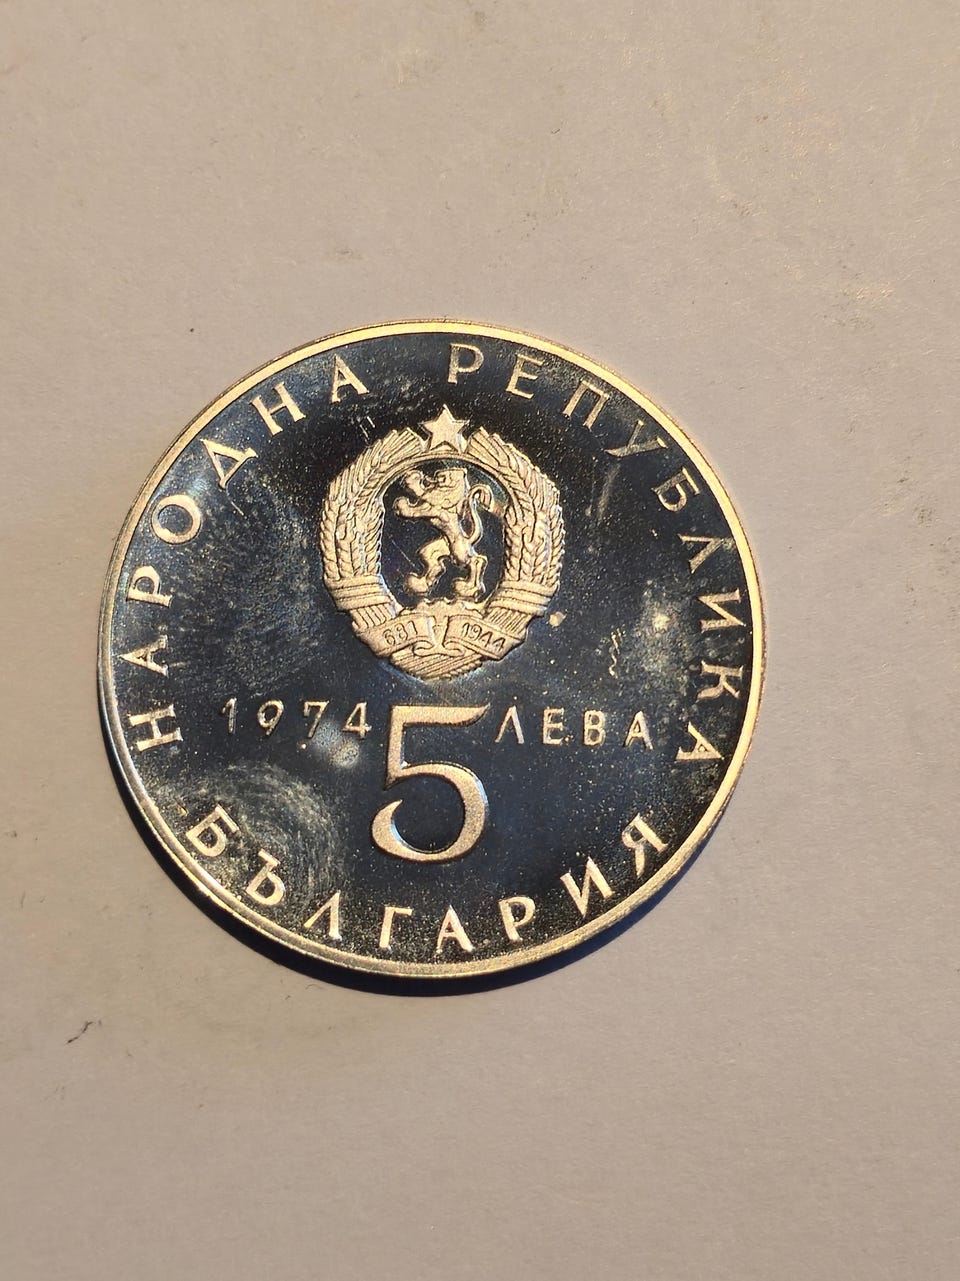 НАРОДНА РЕПУБЛИКА
681 1944
1974 5 ЛЕВА
БЪЛГАРИЯ